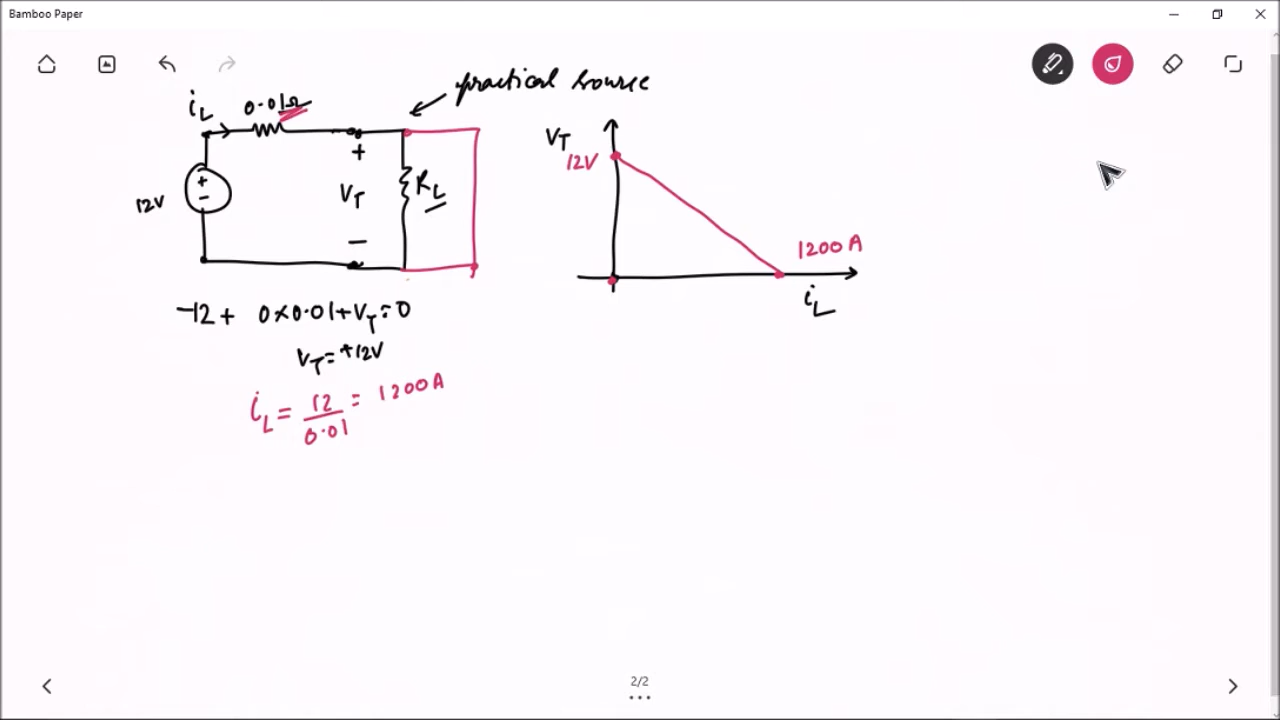 Bamboo Paper
practical source
iL
0.01Ω
+
VT
12V
1200 A
+
-
12V
+
VT
-
RL
iL
-12 + 0×0.01+VT=0
VT=+12V
iL = 12/0.01 = 1200A
2/2